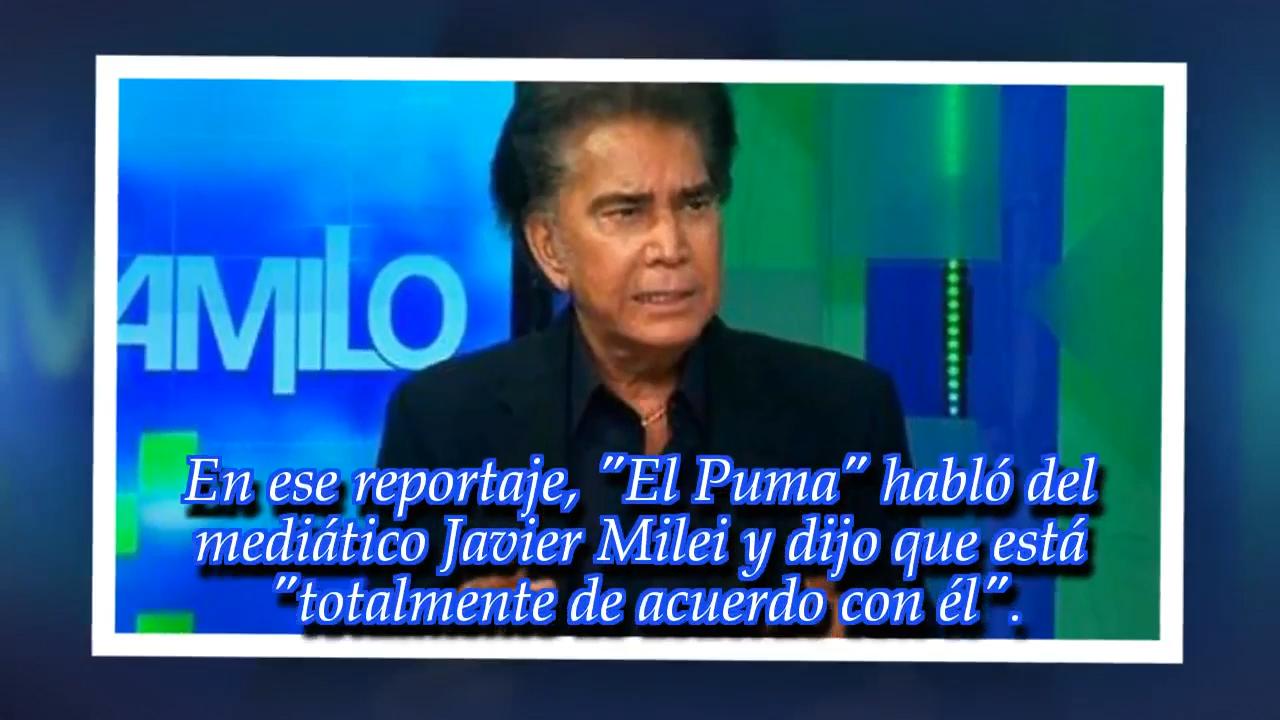 AMILO
En ese reportaje, "El Puma" habló del
mediático Javier Milei y dijo que está
"totalmente de acuerdo con él".